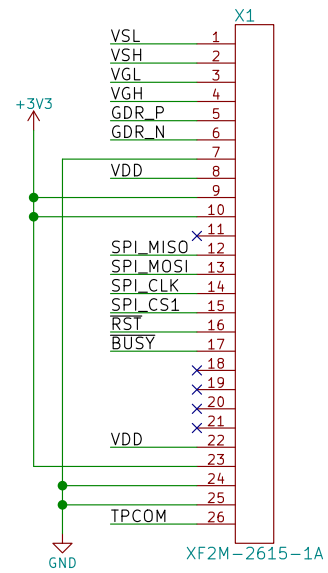 X1
VSL 1
VSH 2
VGL 3
VGH 4
+3V3
GDR_P 5
GDR_N 6
7
VDD 8
9
10
11
SPI_MISO 12
SPI_MOSI 13
SPI_CLK 14
SPI_CS1 15
RST 16
BUSY 17
18
19
20
21
VDD 22
23
24
25
TPCOM 26
XF2M-2615-1A
GND